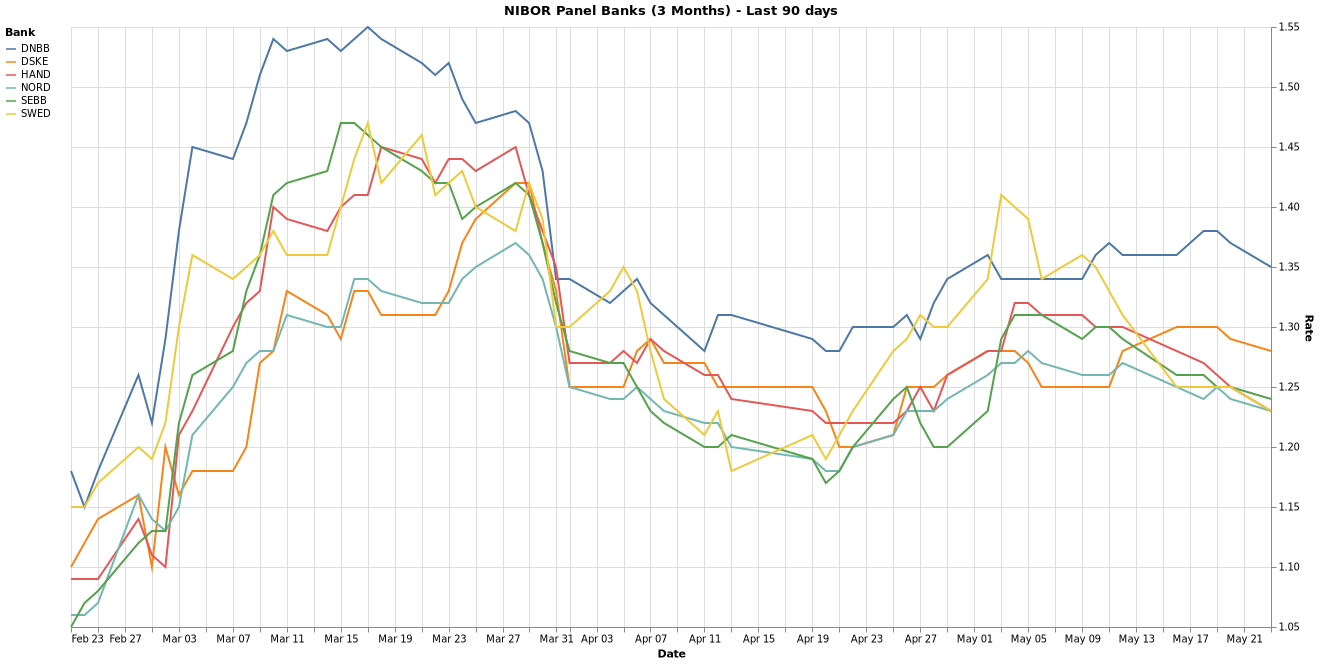 NIBOR Panel Banks (3 Months) - Last 90 days
Bank
DNBB
DSKE
HAND
NORD
SEBB
SWED
1.55
1.50
1.45
1.40
1.35
1.30
1.25
1.20
1.15
1.10
1.05
Rate
Feb 23 Feb 27 Mar 03 Mar 07 Mar 11 Mar 15 Mar 19 Mar 23 Mar 27 Mar 31 Apr 03 Apr 07 Apr 11 Apr 15 Apr 19 Apr 23 Apr 27 May 01 May 05 May 09 May 13 May 17 May 21
Date